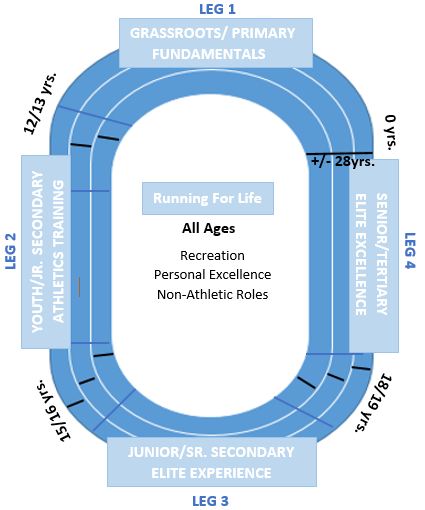 LEG 1
GRASSROOTS/ PRIMARY
FUNDAMENTALS
12/13 yrs.
0 yrs.
+/- 28yrs.
LEG 2
YOUTH/JR. SECONDARY
ATHLETICS TRAINING
Running For Life
All Ages
Recreation
Personal Excellence
Non-Athletic Roles
SENIOR/TERTIARY
ELITE EXCELLENCE
LEG 4
15/16 yrs.
18/19 yrs.
JUNIOR/SR. SECONDARY
ELITE EXPERIENCE
LEG 3